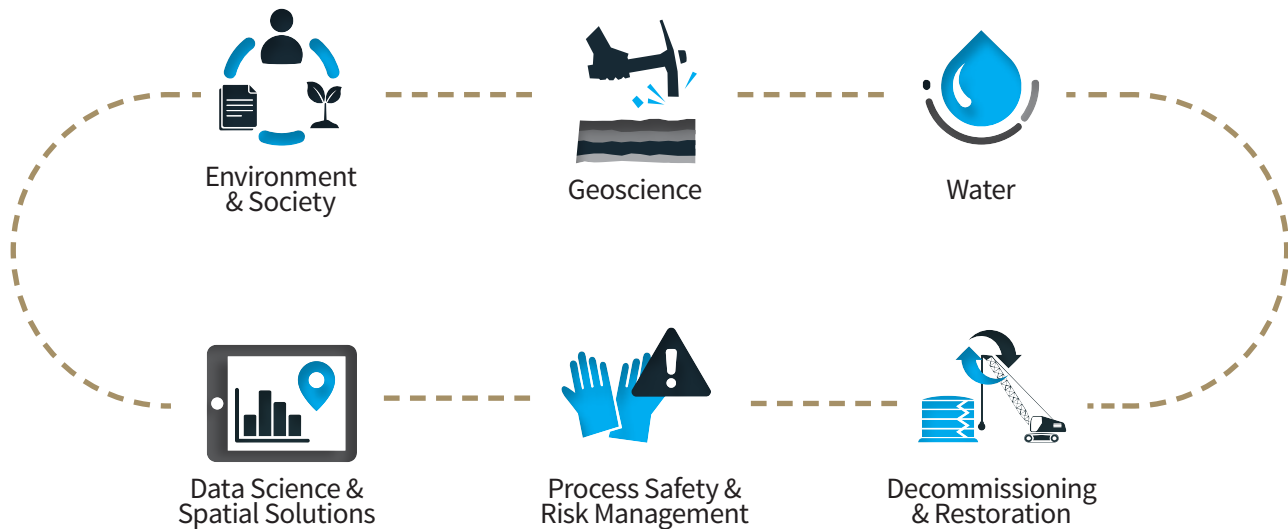 Environment
& Society
Geoscience
Water
Data Science &
Spatial Solutions
Process Safety &
Risk Management
Decommissioning
& Restoration